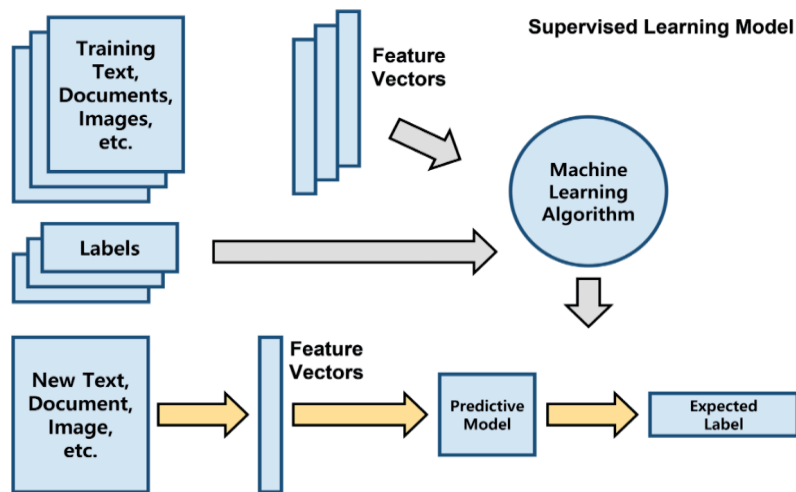 Supervised Learning Model
Training
Text,
Documents,
Images,
etc.
Feature
Vectors
Machine
Learning
Algorithm
Labels
New Text,
Document,
Image,
etc.
Feature
Vectors
Predictive
Model
Expected
Label